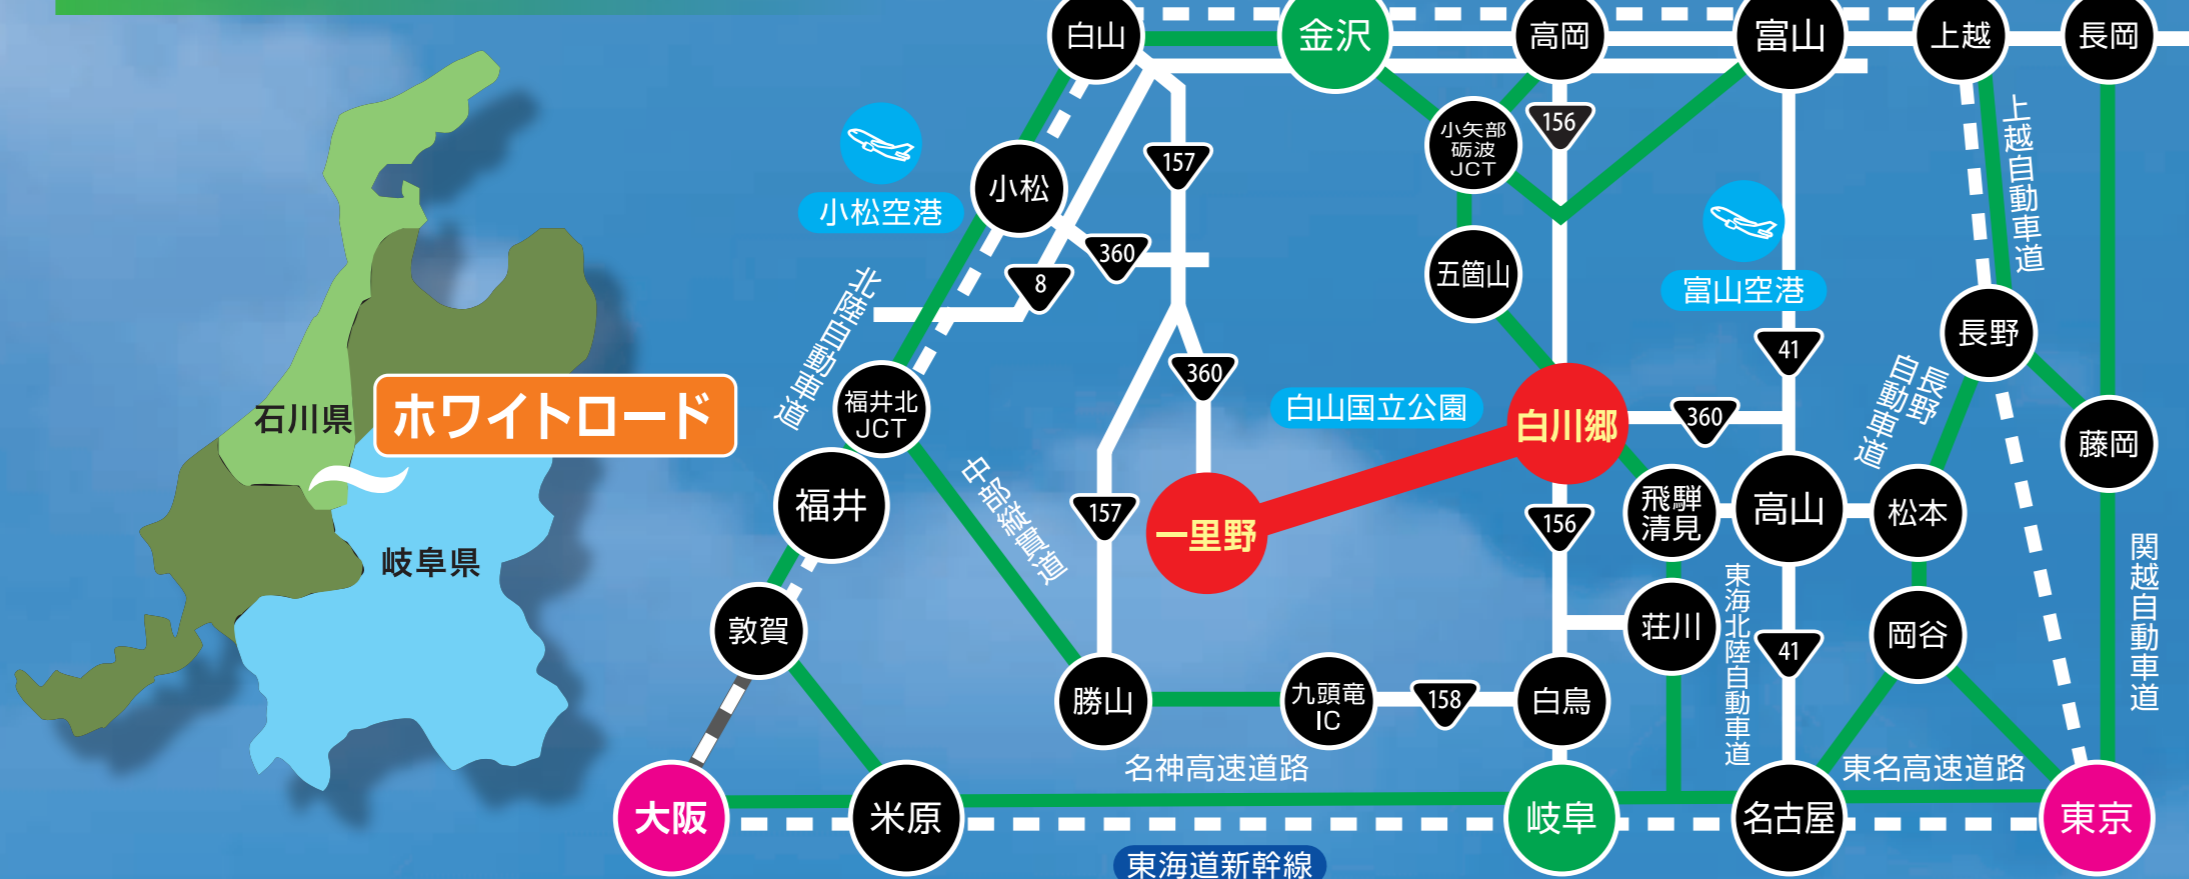 白山
金沢
高岡
富山
上越
長岡
小松空港
小松
157
小矢部
砺波
JCT
156
上越自動車道
360
8
五箇山
富山空港
北陸自動車道
長野
41
石川県
ホワイトロード
福井北
JCT
360
白山国立公園
白川郷
360
長野
自動車道
藤岡
福井
中部縦貫道
157
一里野
156
飛騨
清見
高山
松本
岐阜県
関越自動車道
敦賀
荘川
東海北陸自動車道
41
岡谷
勝山
九頭竜
IC
158
白鳥
名神高速道路
東名高速道路
大阪
米原
岐阜
名古屋
東京
東海道新幹線